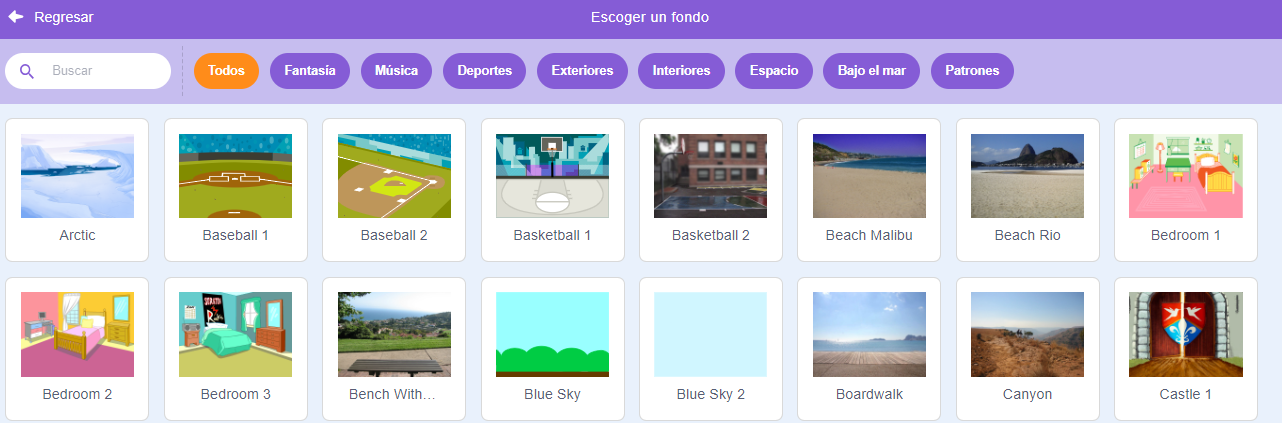 Regresar
Escoger un fondo
Buscar
Todos
Fantasía
Música
Deportes
Exteriores
Interiores
Espacio
Bajo el mar
Patrones
Arctic
Baseball 1
Baseball 2
Basketball 1
Basketball 2
Beach Malibu
Beach Rio
Bedroom 1
Bedroom 2
Bedroom 3
Bench With...
Blue Sky
Blue Sky 2
Boardwalk
Canyon
Castle 1